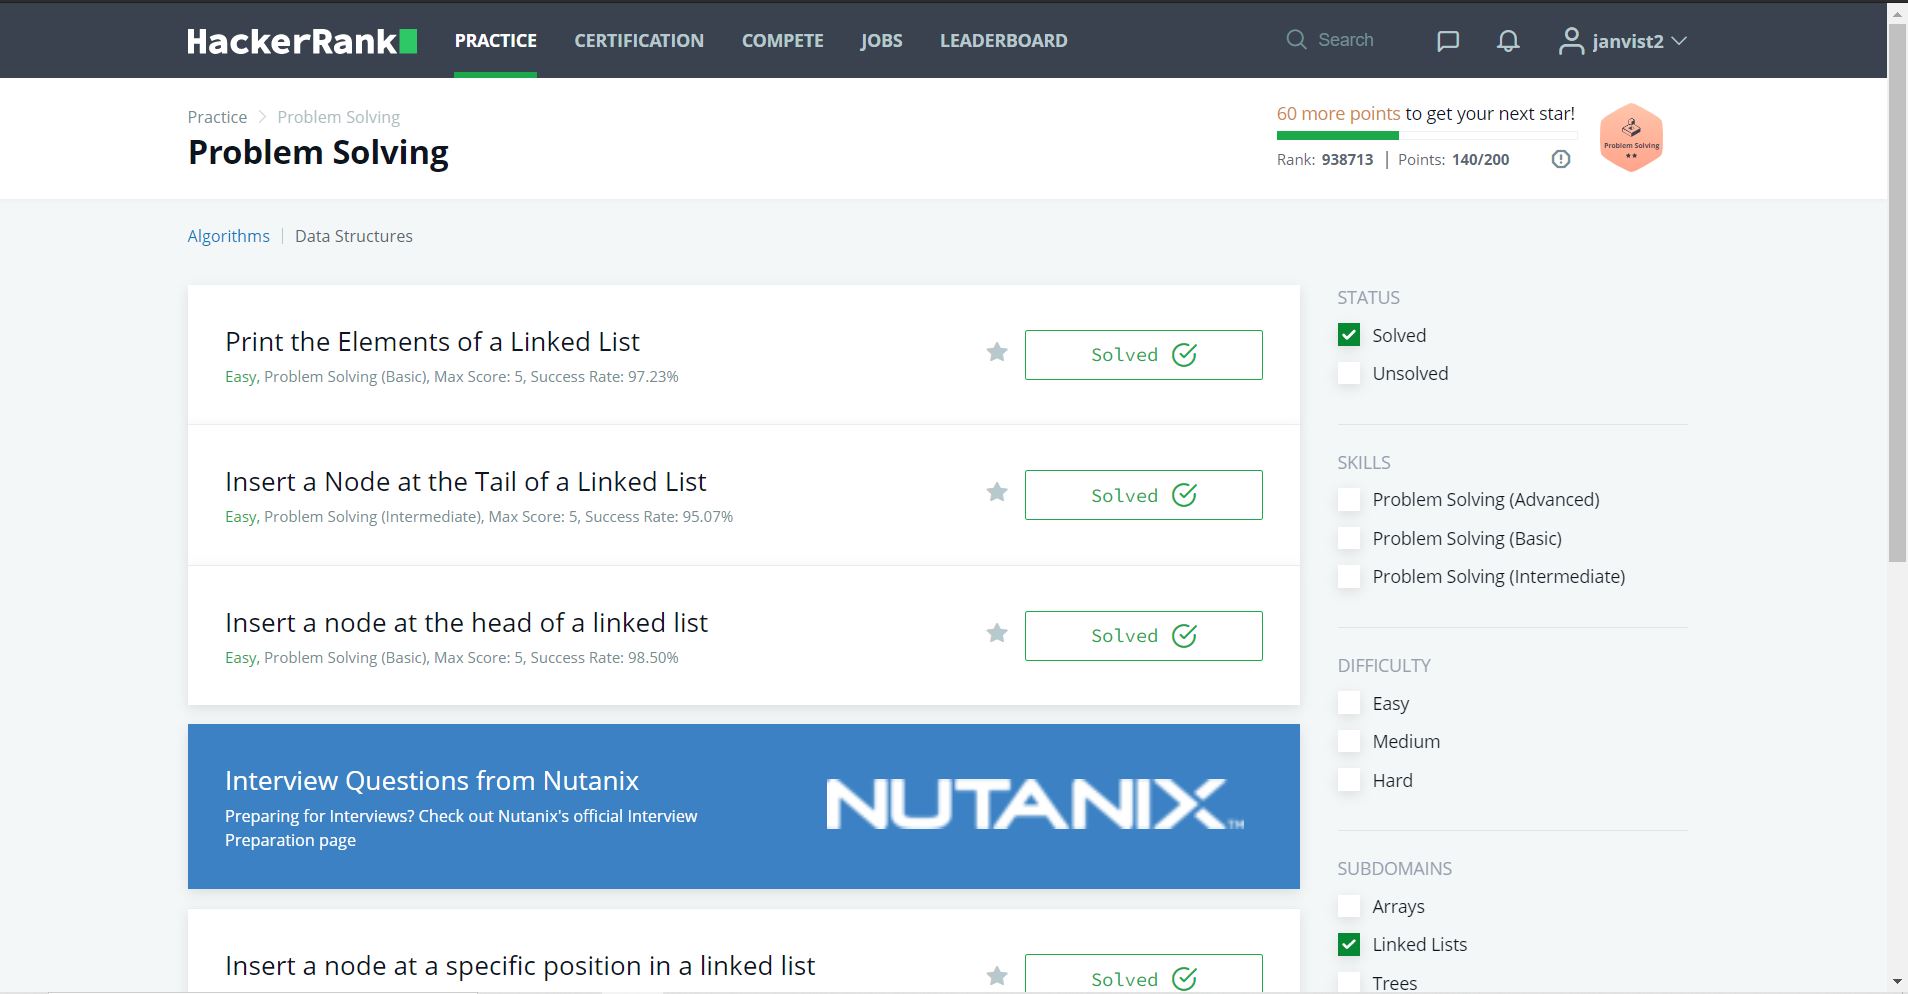 HackerRank PRACTICE CERTIFICATION COMPETE JOBS LEADERBOARD Search janvist2
Practice > Problem Solving
Problem Solving
60 more points to get your next star!
Rank: 938713 | Points: 140/200
Problem Solving
Algorithms | Data Structures
Print the Elements of a Linked List
Easy, Problem Solving (Basic), Max Score: 5, Success Rate: 97.23%
Solved
Insert a Node at the Tail of a Linked List
Easy, Problem Solving (Intermediate), Max Score: 5, Success Rate: 95.07%
Solved
Insert a node at the head of a linked list
Easy, Problem Solving (Basic), Max Score: 5, Success Rate: 98.50%
Solved
Interview Questions from Nutanix
Preparing for Interviews? Check out Nutanix's official Interview
Preparation page
NUTANIX™
Insert a node at a specific position in a linked list
Solved
STATUS
Solved
Unsolved
SKILLS
Problem Solving (Advanced)
Problem Solving (Basic)
Problem Solving (Intermediate)
DIFFICULTY
Easy
Medium
Hard
SUBDOMAINS
Arrays
Linked Lists
Trees